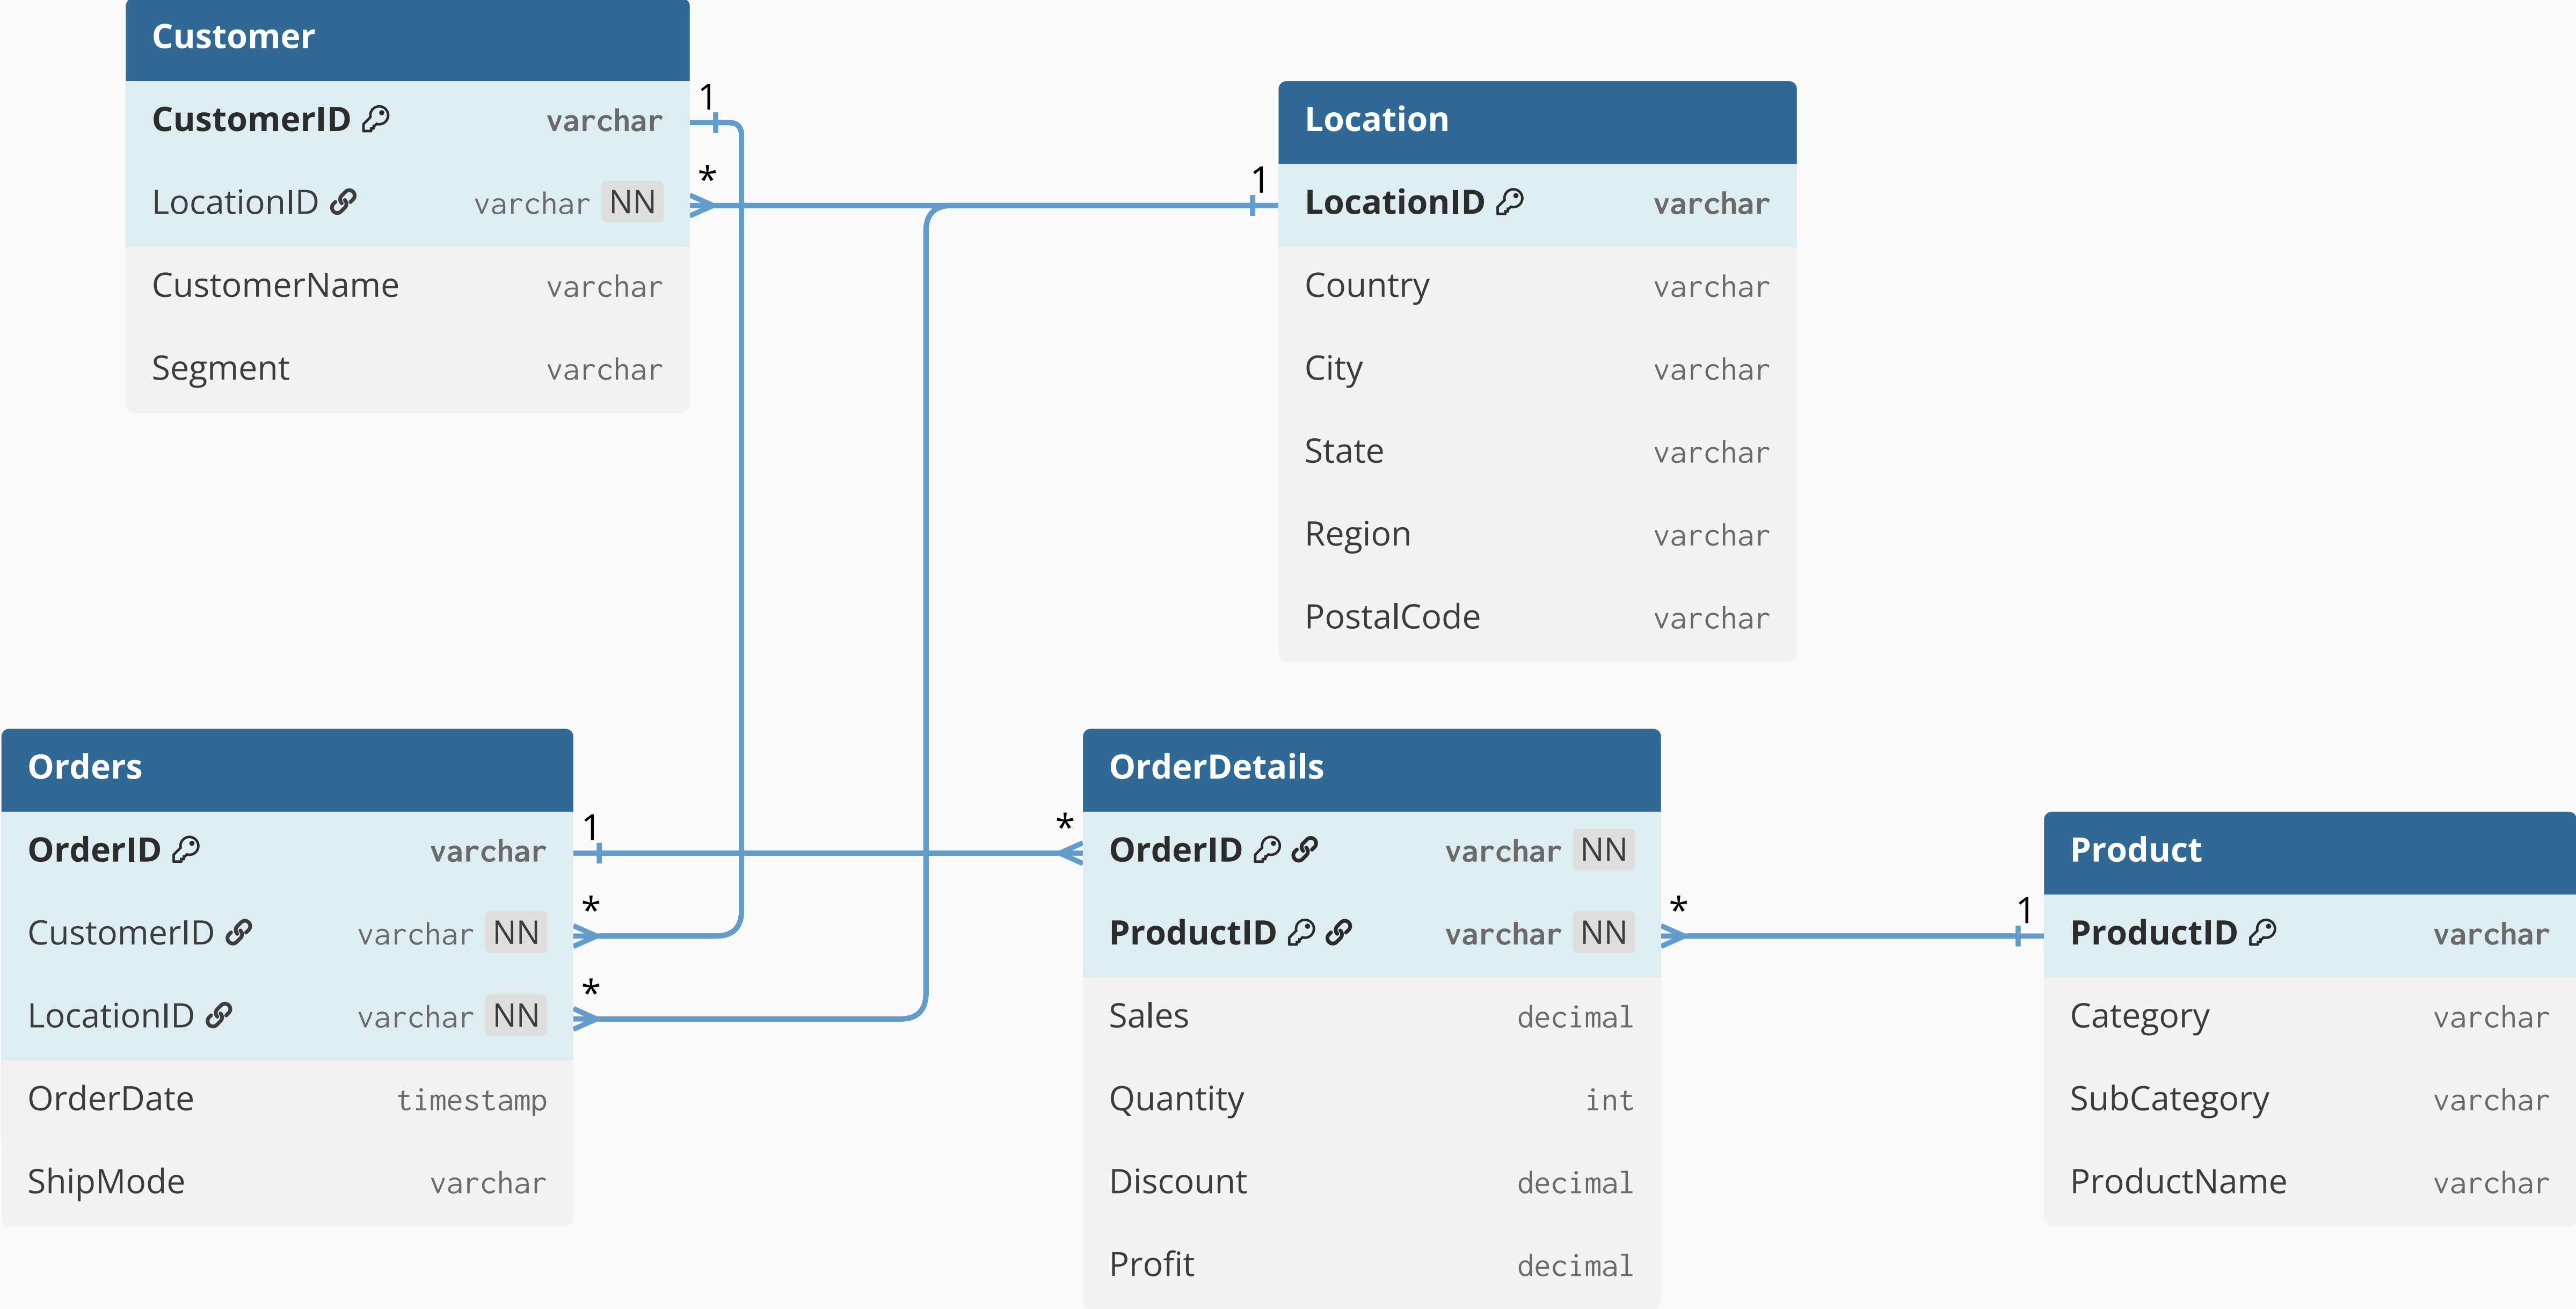 Customer
CustomerID varchar
LocationID varchar NN
CustomerName varchar
Segment varchar
1
*
1
Location
LocationID varchar
Country varchar
City varchar
State varchar
Region varchar
PostalCode varchar
Orders
OrderID varchar
CustomerID varchar NN
LocationID varchar NN
OrderDate timestamp
ShipMode varchar
1
*
*
*
OrderDetails
OrderID varchar NN
ProductID varchar NN
Sales decimal
Quantity int
Discount decimal
Profit decimal
*
1
Product
ProductID varchar
Category varchar
SubCategory varchar
ProductName varchar